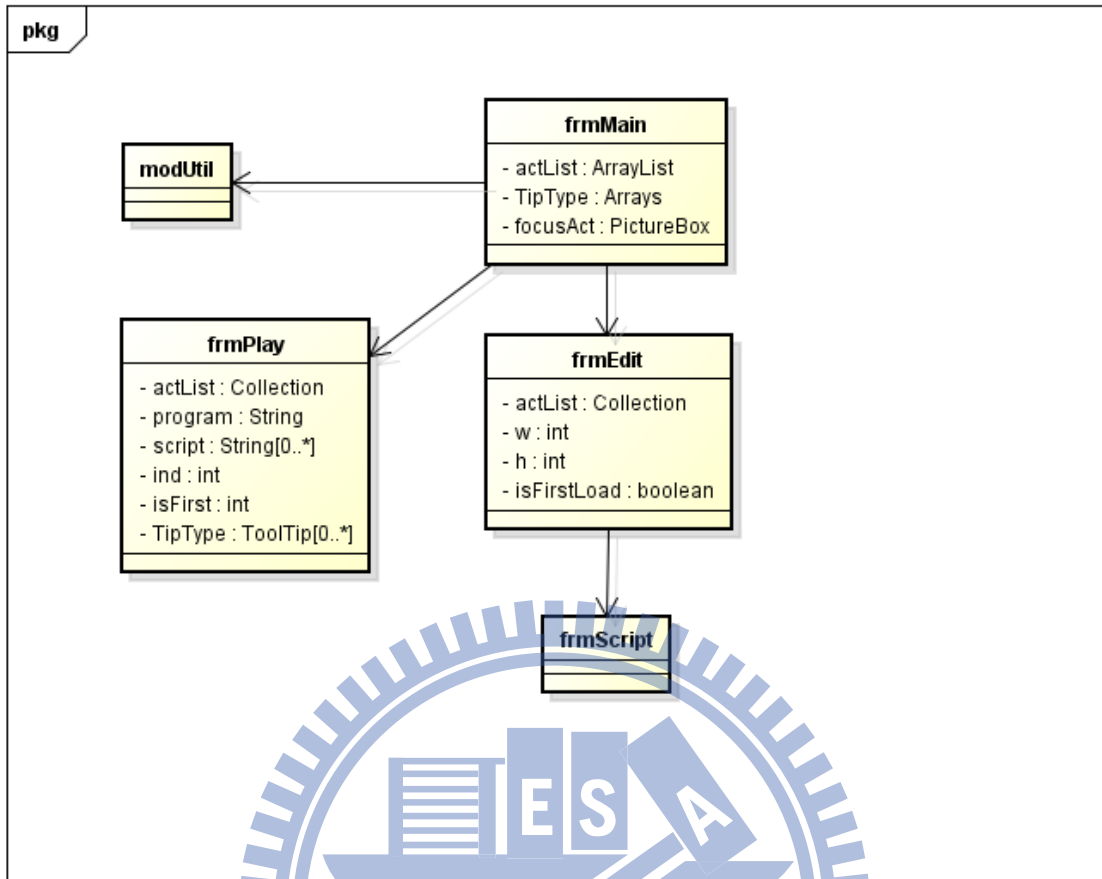 pkg
frmMain
- actList : ArrayList
- TipType : Arrays
- focusAct : PictureBox
modUtil
frmPlay
- actList : Collection
- program : String
- script : String[0..*]
- ind : int
- isFirst : int
- TipType : ToolTip[0..*]
frmEdit
- actList : Collection
- w : int
- h : int
- isFirstLoad : boolean
frmScript
E S A